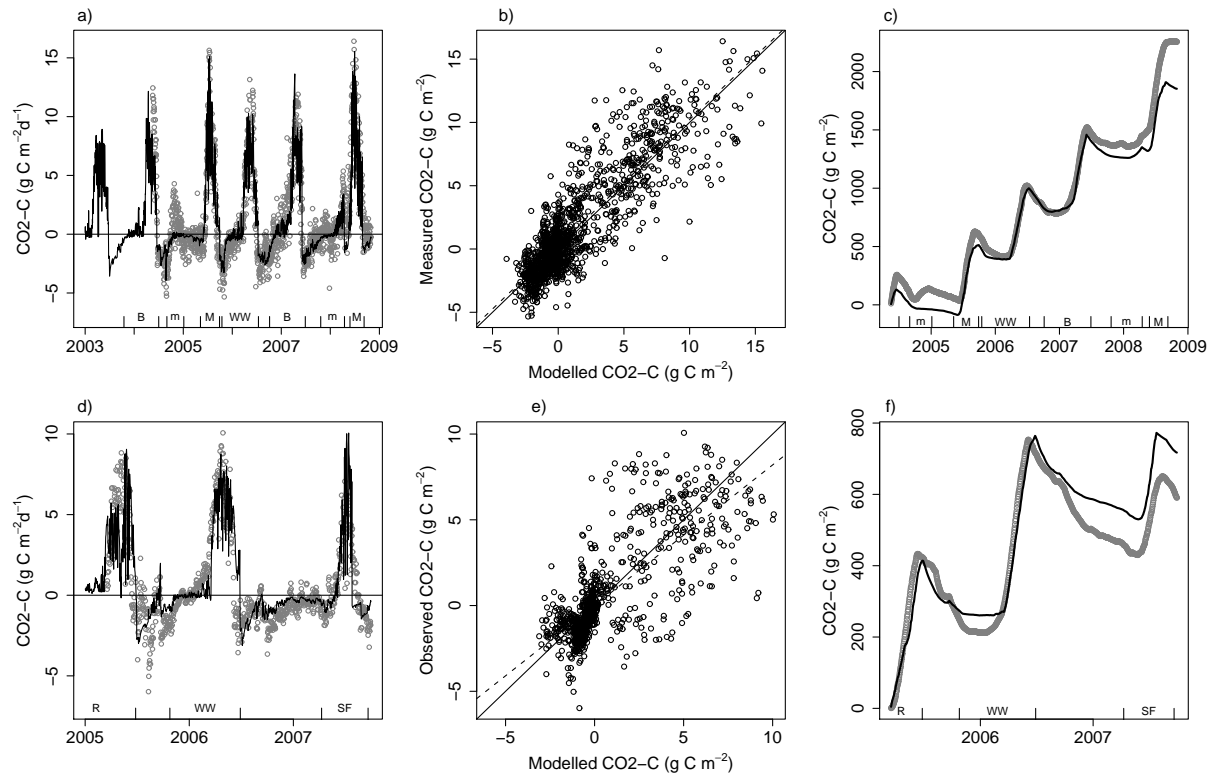 a)
CO2−C (g C m−2d−1)
15
10
5
0
−5
B m M WW B m M
2003 2004 2005 2006 2007 2008 2009
b)
Measured CO2−C (g C m−2)
15
10
5
0
−5
−5 0 5 10 15
Modelled CO2−C (g C m−2)
c)
CO2−C (g C m−2)
2000
1500
1000
500
0
m M WW B m M
2005 2006 2007 2008 2009
d)
CO2−C (g C m−2d−1)
10
5
0
−5
R WW SF
2005 2006 2007
e)
Observed CO2−C (g C m−2)
10
5
0
−5
−5 0 5 10
Modelled CO2−C (g C m−2)
f)
CO2−C (g C m−2)
800
600
400
200
0
R WW SF
2006 2007